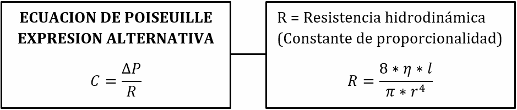 ECUACION DE POISEUILLE
EXPRESION ALTERNATIVA
C = ΔP / R
R = Resistencia hidrodinámica
(Constante de proporcionalidad)
R = 8 * η * l / π * r⁴